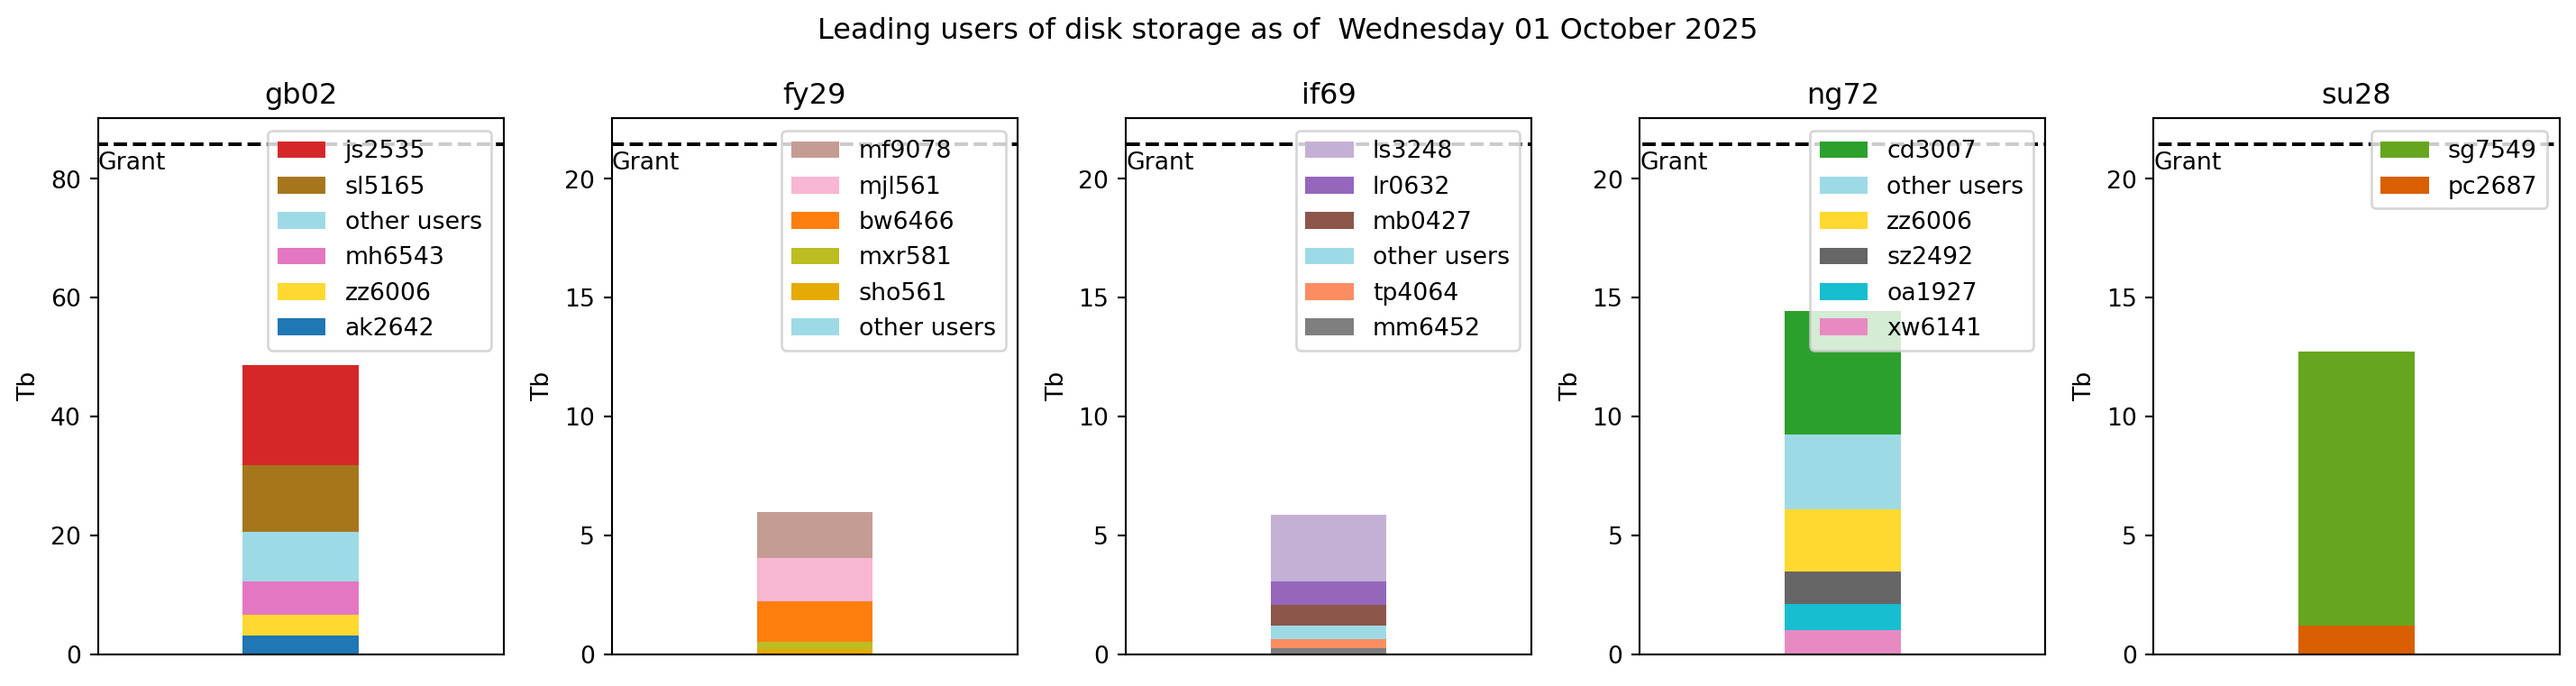 Leading users of disk storage as of  Wednesday 01 October 2025
gb02
Grant
js2535
sl5165
other users
mh6543
zz6006
ak2642
80
60
40
20
0
Tb
fy29
Grant
mf9078
mjl561
bw6466
mxr581
sho561
other users
20
15
10
5
0
Tb
if69
Grant
ls3248
lr0632
mb0427
other users
tp4064
mm6452
20
15
10
5
0
Tb
ng72
Grant
cd3007
other users
zz6006
sz2492
oa1927
xw6141
20
15
10
5
0
Tb
su28
Grant
sg7549
pc2687
20
15
10
5
0
Tb